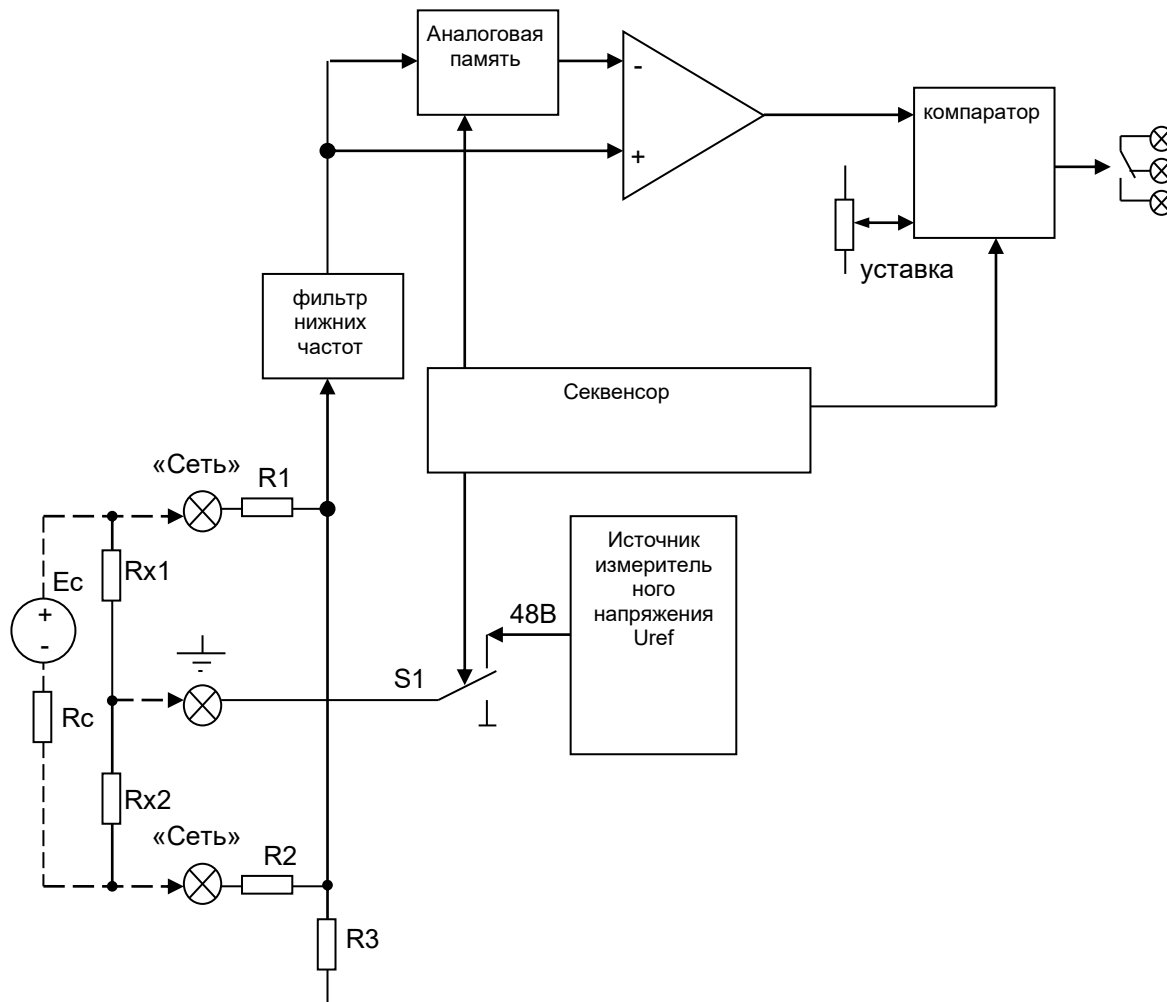 Аналоговая
память
-
+
компаратор
уставка
фильтр
нижних
частот
Секвенсор
«Сеть»
R1
Rx1
Ec
+
-
Rc
Rx2
S1
48В
Источник
измеритель
ного
напряжения
Uref
«Сеть»
R2
R3